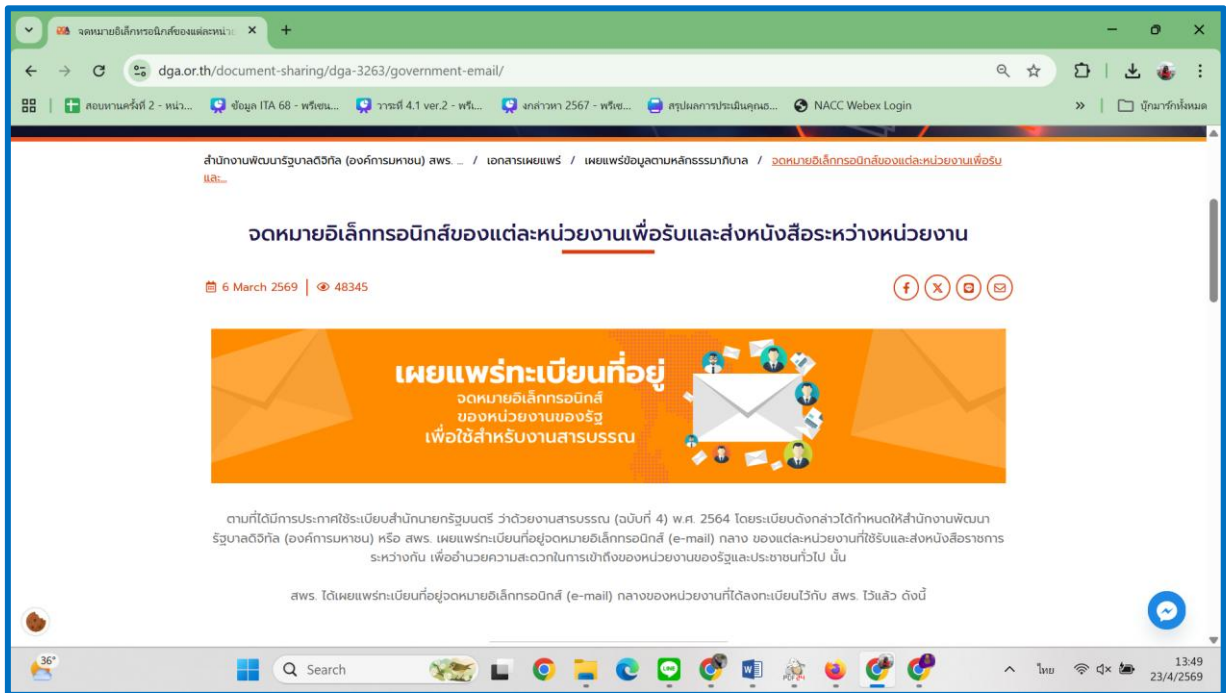 จดหมายอิเล็กทรอนิกส์ของแต่ละหน่ว
dga.or.th/document-sharing/dga-3263/government-email/
สอบทานครั้งที่ 2 - หน่ว... ข้อมูล ITA 68 - พรีเซน... วาระที่ 4.1 ver.2 - พรีเ... งกล่าวหา 2567 - พรีเซ... สรุปผลการประเมินคุณธ... NACC Webex Login » บุ๊กมาร์กทั้งหมด
สำนักงานพัฒนารัฐบาลดิจิทัล (องค์การมหาชน) สพร. ... / เอกสารเผยแพร่ / เผยแพร่ข้อมูลตามหลักธรรมาภิบาล / จดหมายอิเล็กทรอนิกส์ของแต่ละหน่วยงานเพื่อรับ
และ...
จดหมายอิเล็กทรอนิกส์ของแต่ละหน่วยงานเพื่อรับและส่งหนังสือระหว่างหน่วยงาน
6 March 2569 48345
เผยแพร่ทะเบียนที่อยู่
จดหมายอิเล็กทรอนิกส์
ของหน่วยงานของรัฐ
เพื่อใช้สำหรับงานสารบรรณ
ตามที่ได้มีการประกาศใช้ระเบียบสำนักนายกรัฐมนตรี ว่าด้วยงานสารบรรณ (ฉบับที่ 4) พ.ศ. 2564 โดยระเบียบดังกล่าวได้กำหนดให้สำนักงานพัฒนา
รัฐบาลดิจิทัล (องค์การมหาชน) หรือ สพร. เผยแพร่ทะเบียนที่อยู่จดหมายอิเล็กทรอนิกส์ (e-mail) กลาง ของแต่ละหน่วยงานที่ใช้รับและส่งหนังสือราชการ
ระหว่างกัน เพื่ออำนวยความสะดวกในการเข้าถึงของหน่วยงานของรัฐและประชาชนทั่วไป นั้น
สพร. ได้เผยแพร่ทะเบียนที่อยู่จดหมายอิเล็กทรอนิกส์ (e-mail) กลางของหน่วยงานที่ได้ลงทะเบียนไว้กับ สพร. ไว้แล้ว ดังนี้
36°
Search
ไทย
13:49
23/4/2569